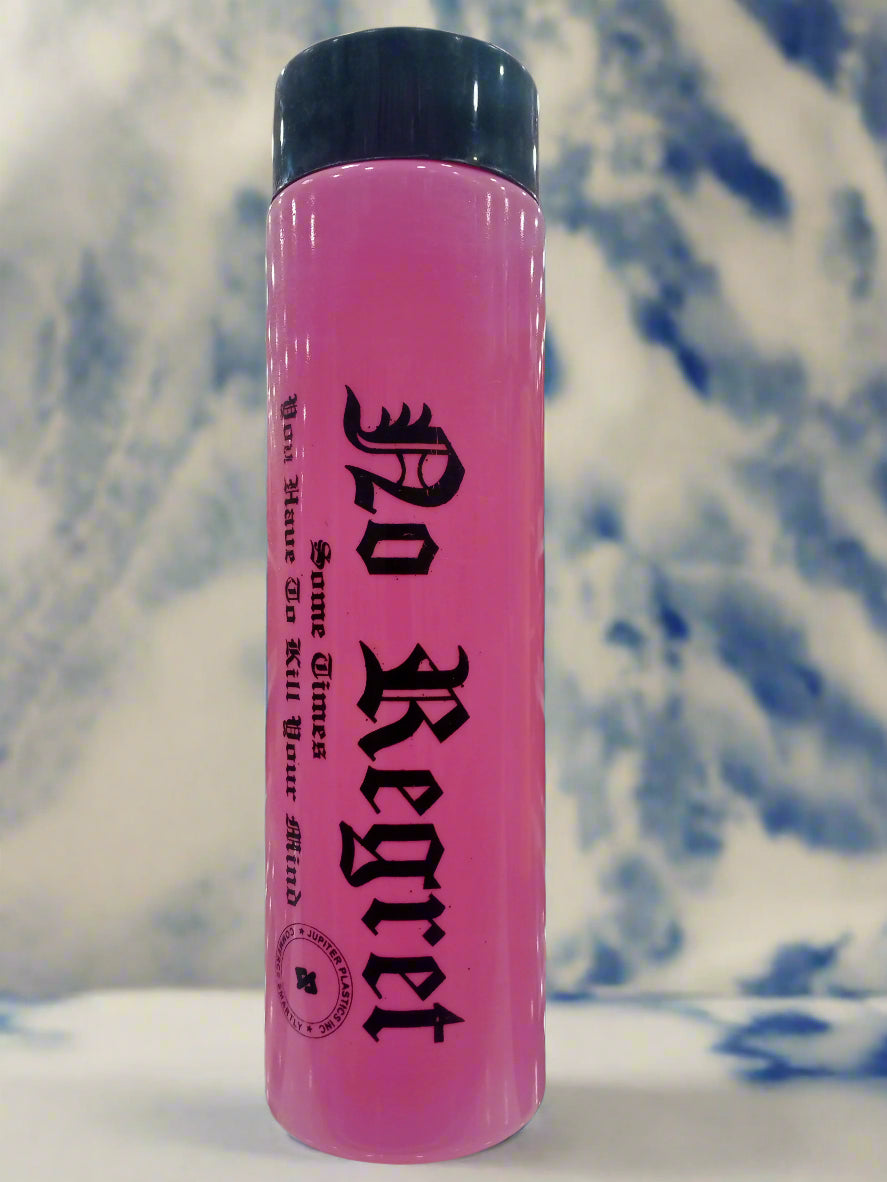 No Regret
Some Times
You Have To Kill Your Mind
★ JUPITER PLASTICS INC ★